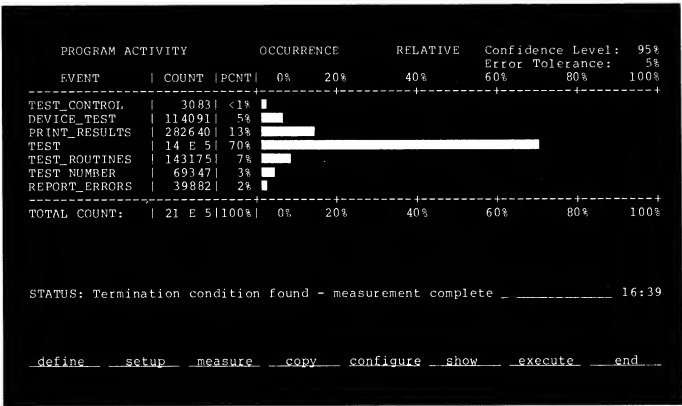 PROGRAM ACTIVITY OCCURRENCE RELATIVE Confidence Level: 95%
Error Tolerance: 5%
EVENT | COUNT |PCNT| 0% 20% 40% 60% 80% 100%
TEST_CONTROL | 3083| <1%
DEVICE_TEST | 114091| 5%
PRINT_RESULTS | 282640| 13%
TEST | 14 E 5| 70%
TEST_ROUTINES | 143175| 7%
TEST NUMBER | 69347| 3%
REPORT_ERRORS | 39882| 2%
TOTAL COUNT: | 21 E 5|100%| 0% 20% 40% 60% 80% 100%
STATUS: Termination condition found - measurement complete _ 16:39
define setup measure copy configure show execute end